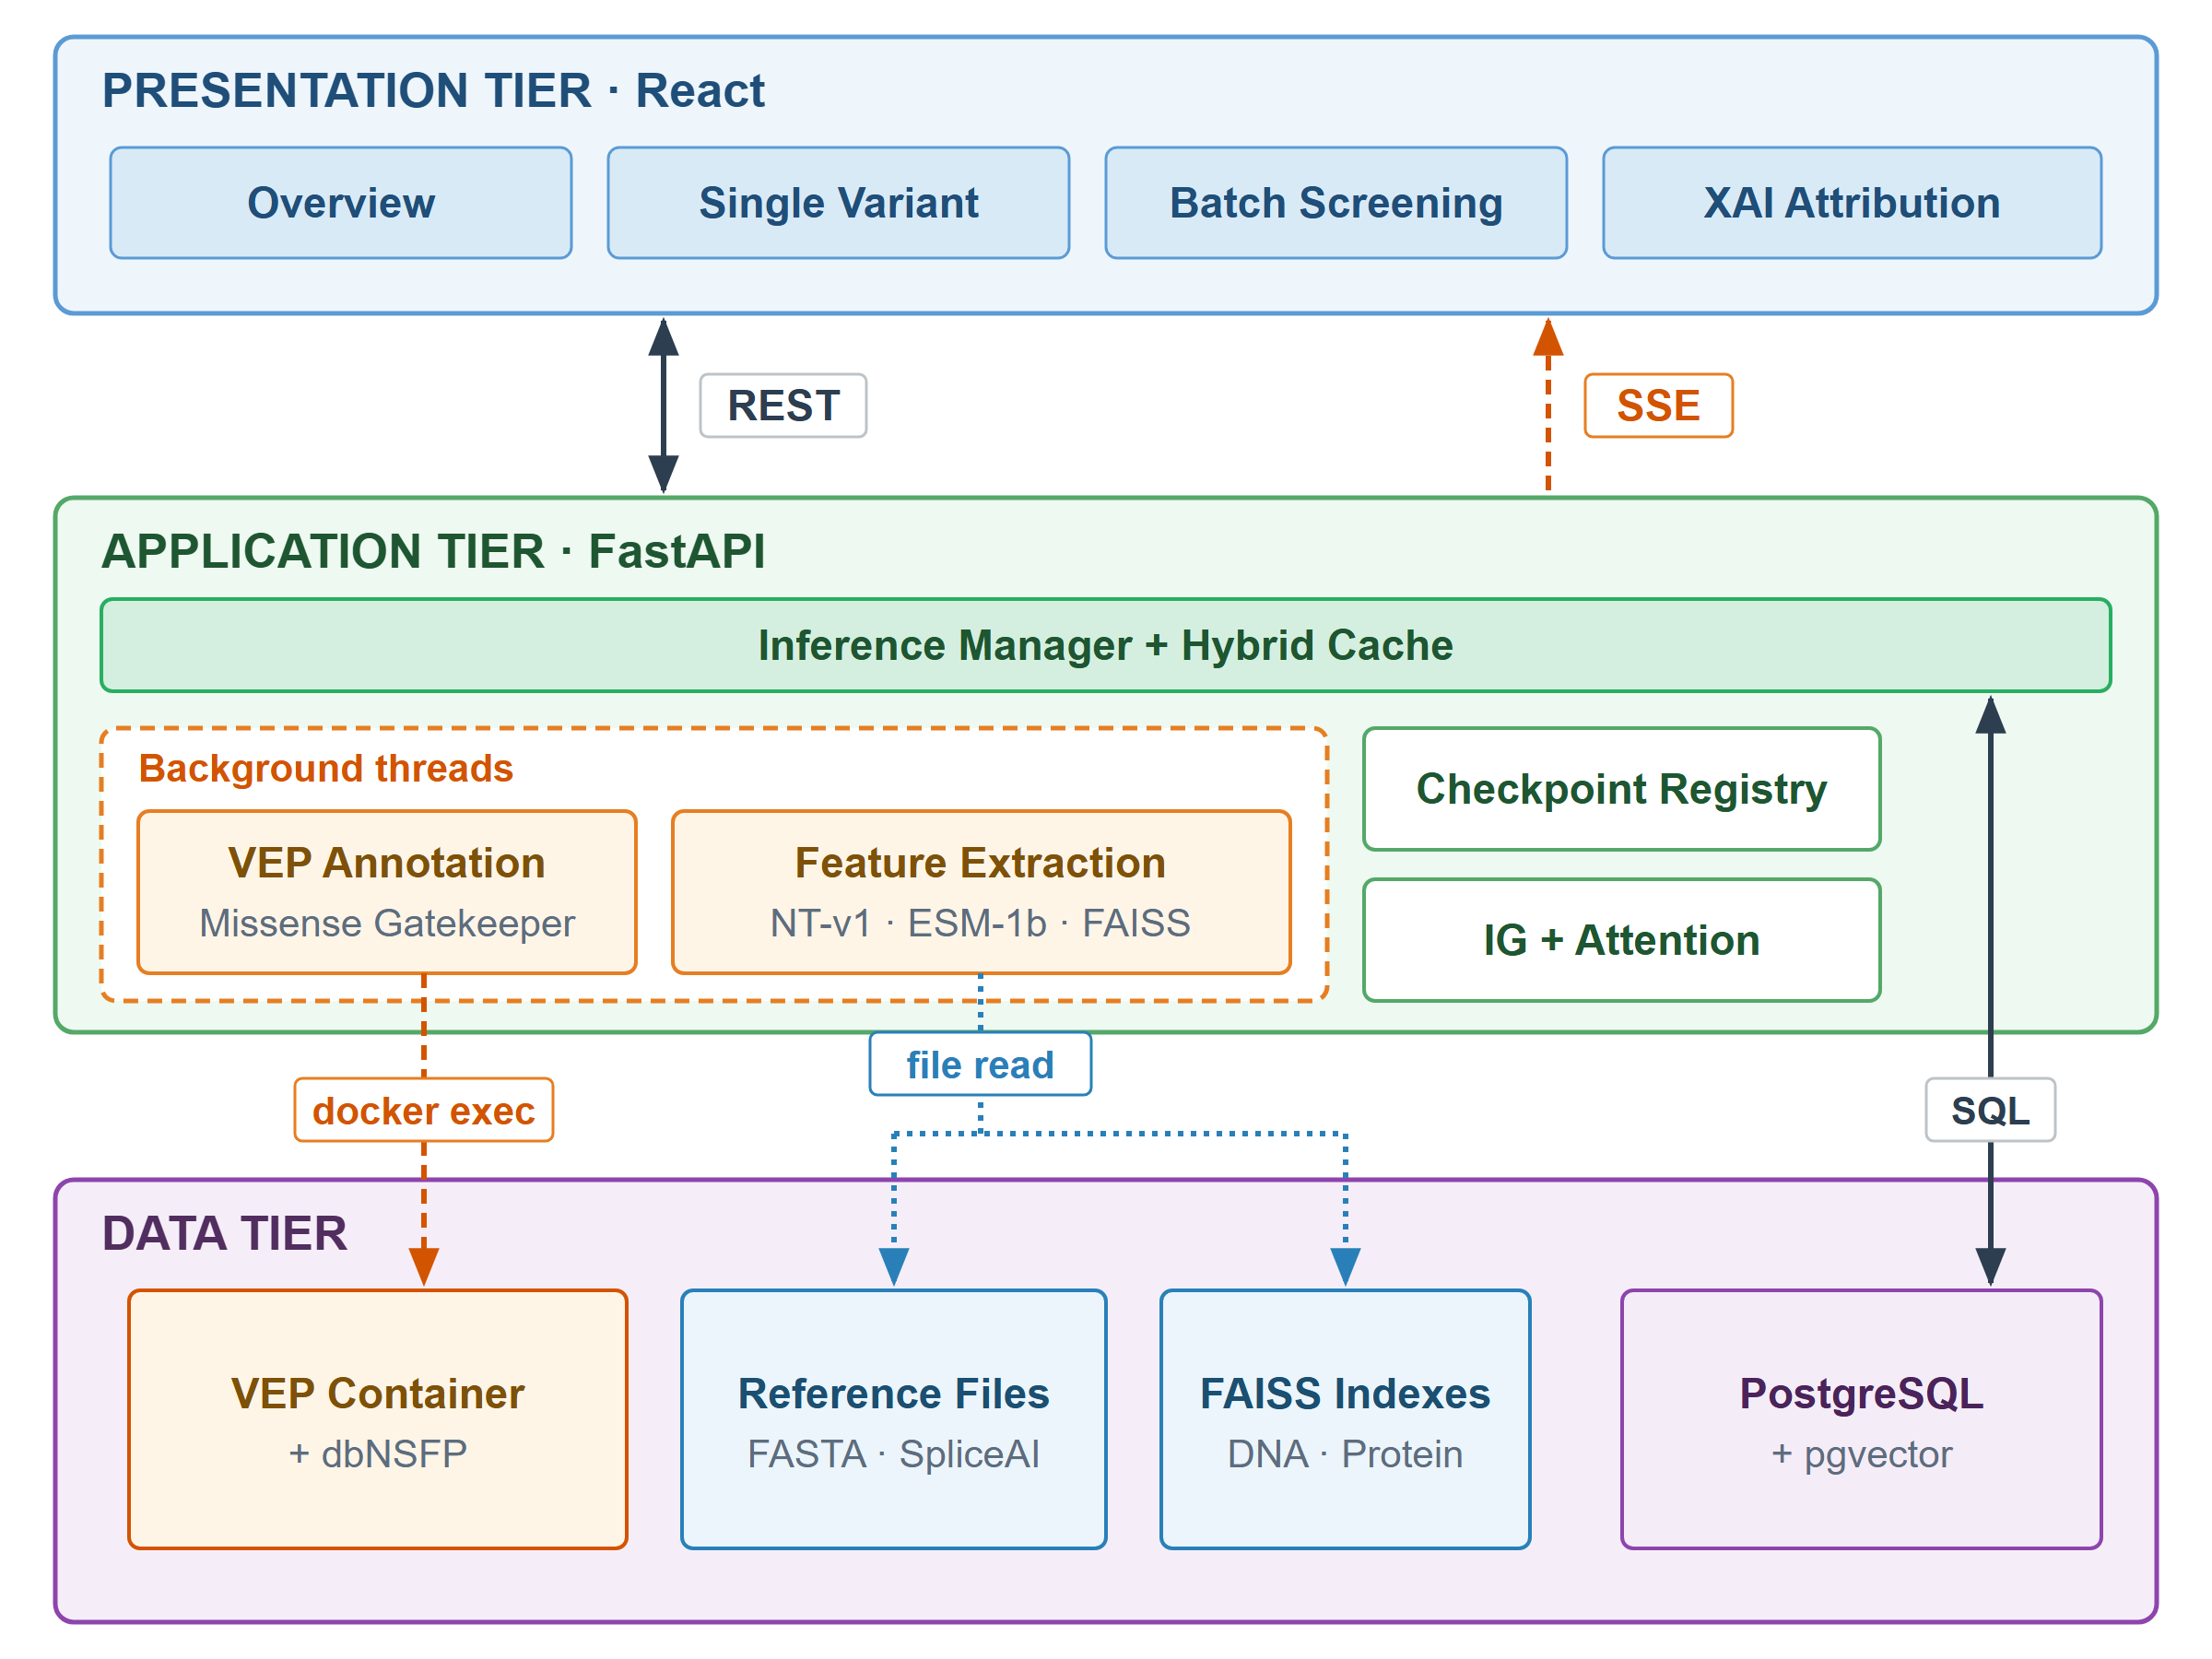 PRESENTATION TIER · React
Overview
Single Variant
Batch Screening
XAI Attribution
REST
SSE
APPLICATION TIER · FastAPI
Inference Manager + Hybrid Cache
Background threads
VEP Annotation
Missense Gatekeeper
Feature Extraction
NT-v1 · ESM-1b · FAISS
Checkpoint Registry
IG + Attention
file read
docker exec
SQL
DATA TIER
VEP Container
+ dbNSFP
Reference Files
FASTA · SpliceAI
FAISS Indexes
DNA · Protein
PostgreSQL
+ pgvector